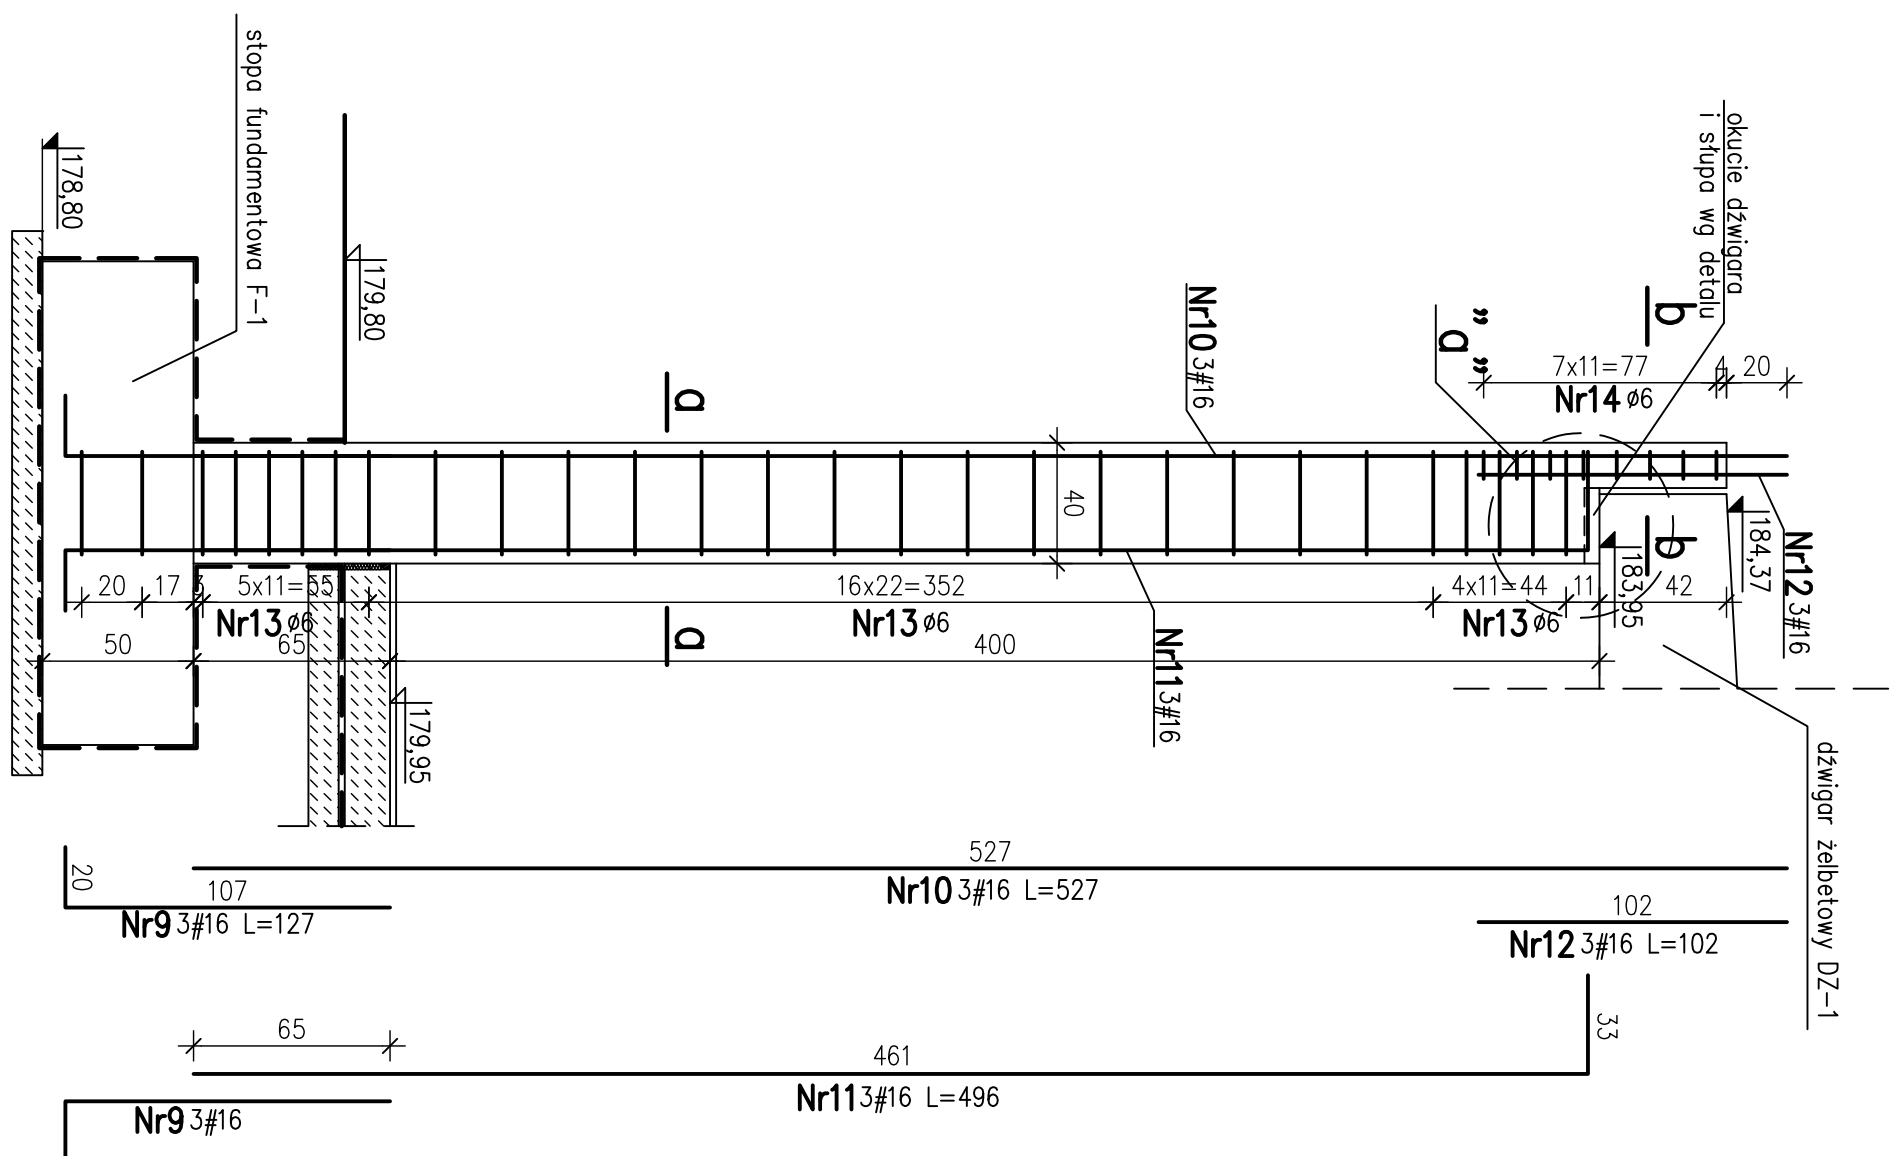 stopa fundamentowa F-1
178,80
179,80
okucie dźwigara
i słupa wg detalu
b
"a"
7x11=77
4
20
Nr14 ø6
Nr10 3#16
a
40
b
184,37
183,95
Nr12 3#16
20
17
3
5x11=55
16x22=352
4x11=44
11
42
Nr13 ø6
Nr13 ø6
Nr13 ø6
50
65
a
400
Nr11 3#16
179,95
dźwigar żelbetowy DZ-1
527
Nr10 3#16 L=527
20
107
Nr9 3#16 L=127
102
Nr12 3#16 L=102
65
33
461
Nr11 3#16 L=496
Nr9 3#16